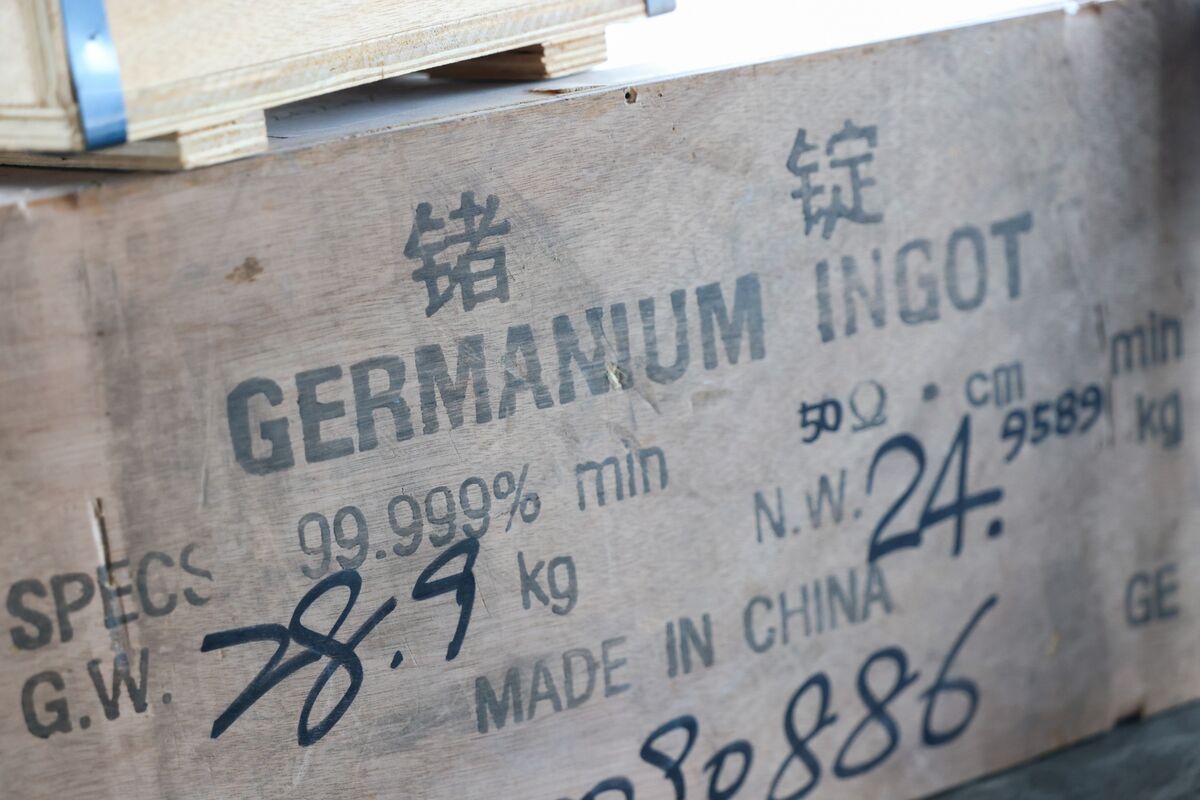 锗 锭
GERMANIUM INGOT
SPECS 99.999% min 50Ω·cm min
G.W. 28.9 kg N.W. 24.9589 kg
MADE IN CHINA GE